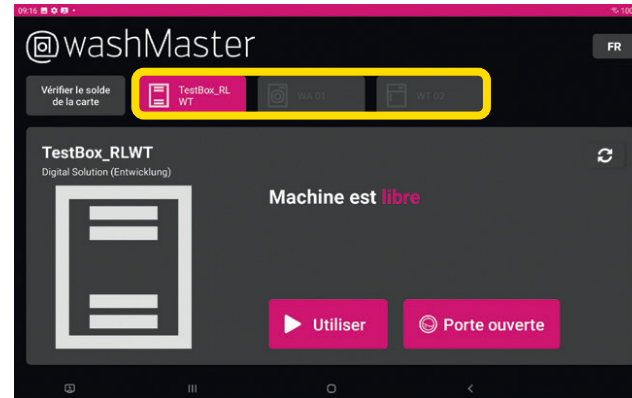 09:16
100
@washMaster
FR
Vérifier le solde
de la carte
TestBox_RL
WT
WA 01
WT 02
TestBox_RLWT
Digital Solution (Entwicklung)
Machine est libre
Utiliser
Porte ouverte